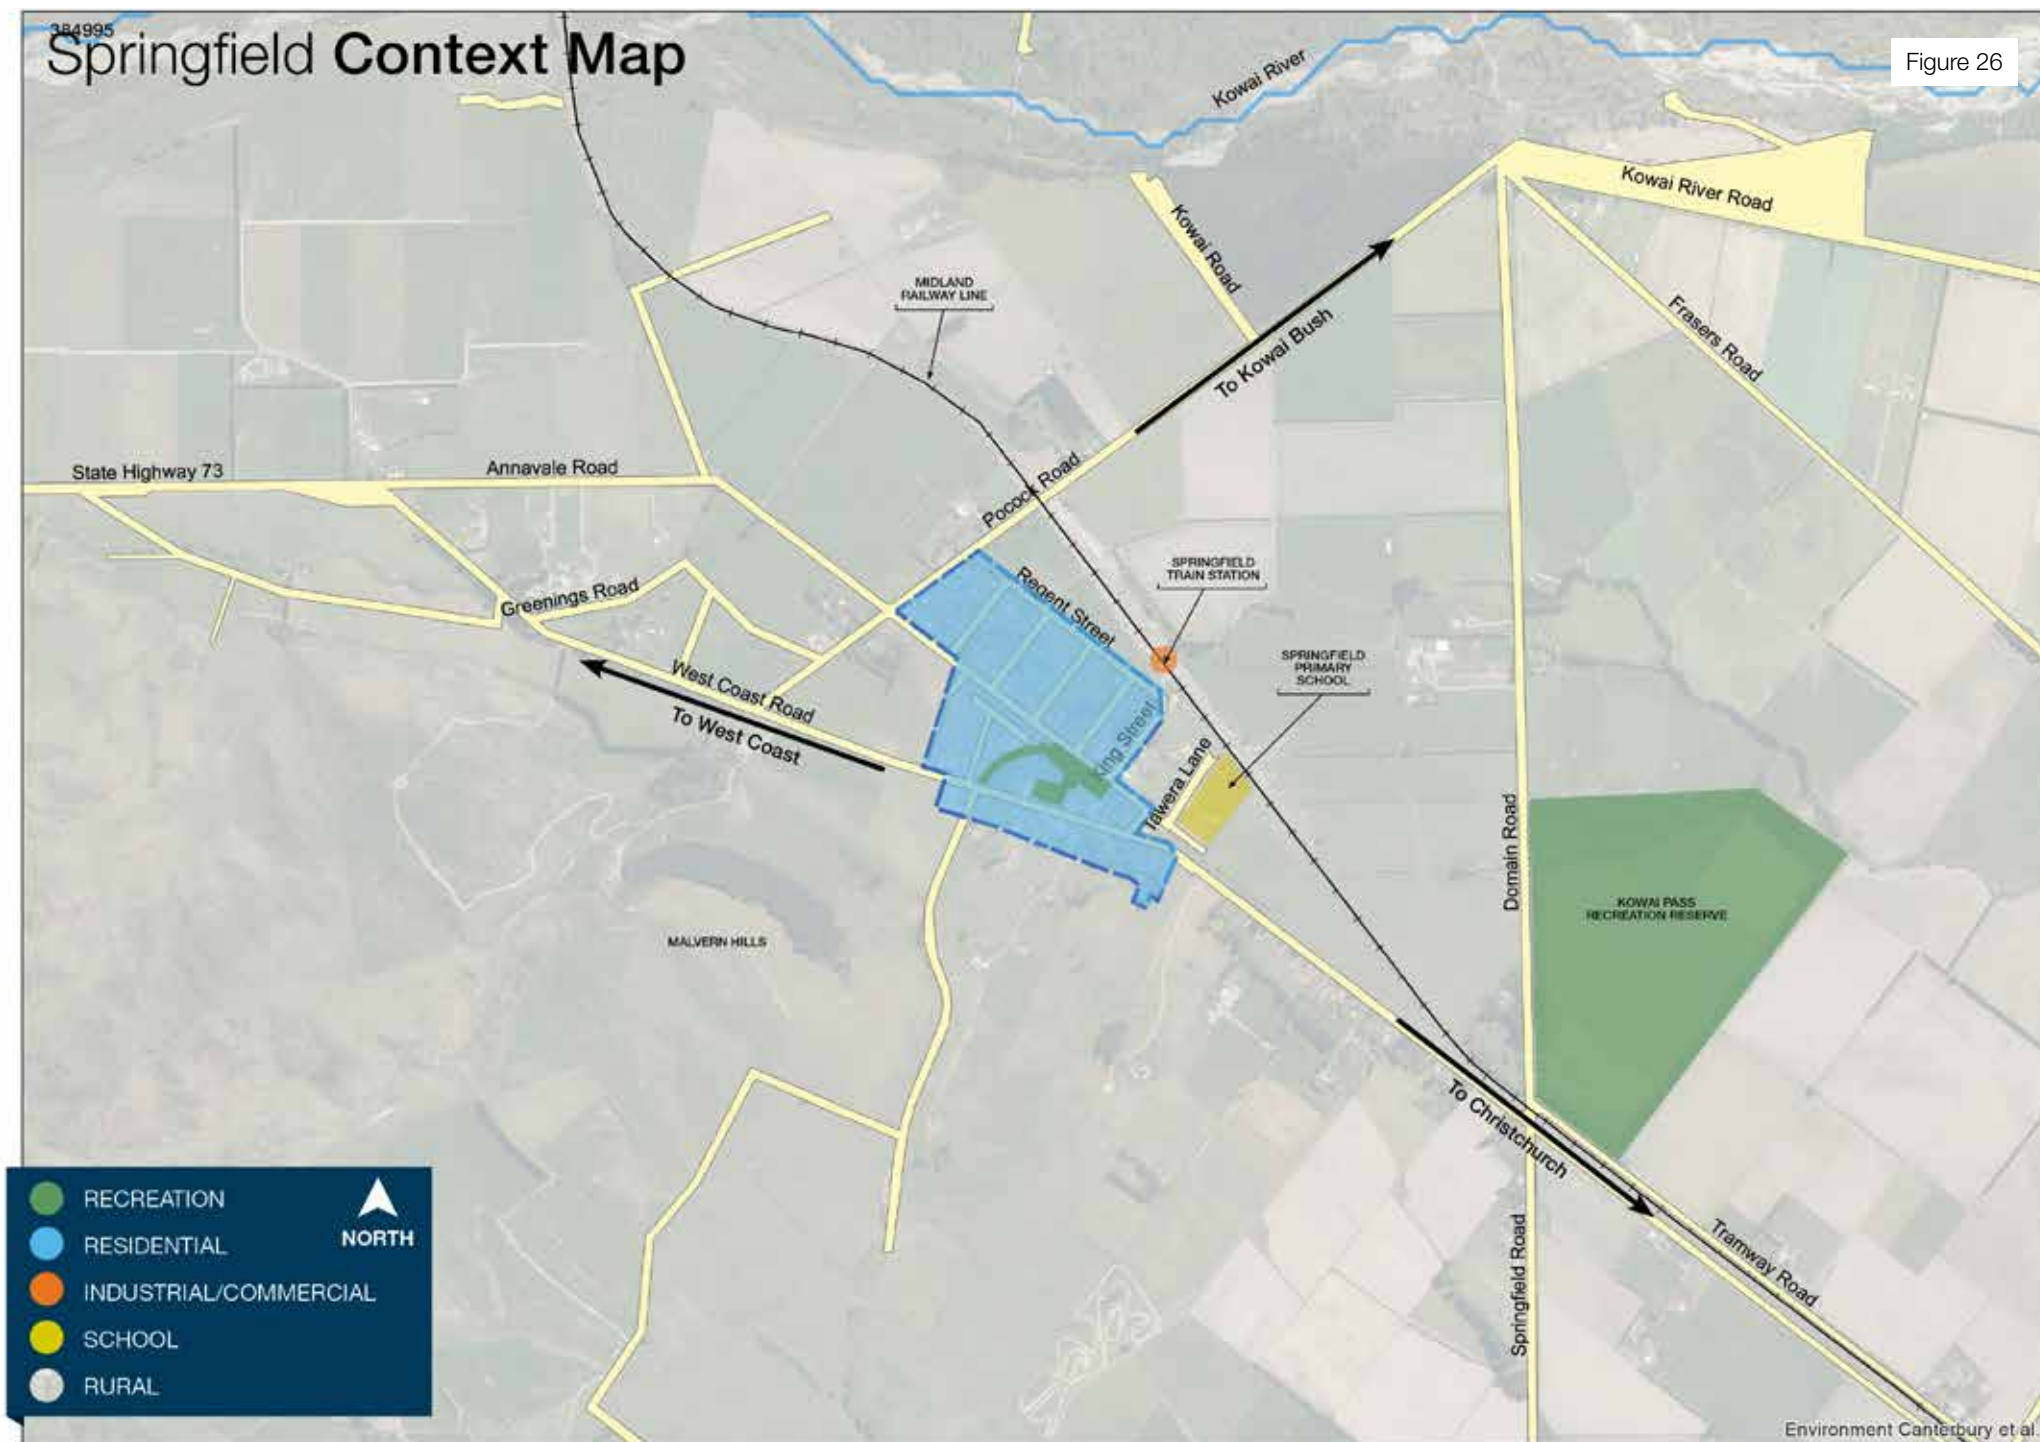 384995
Springfield Context Map
Figure 26
Kowai River
Kowai River Road
Kowai Road
MIDLAND
RAILWAY LINE
To Kowai Bush
Frasers Road
State Highway 73
Annavale Road
Pocock Road
SPRINGFIELD
TRAIN STATION
Regent Street
Greenings Road
SPRINGFIELD
PRIMARY
SCHOOL
West Coast Road
To West Coast
King Street
Tawera Lane
Domain Road
KOWAI PASS
RECREATION RESERVE
MALVERN HILLS
To Christchurch
Springfield Road
Tramway Road
RECREATION
RESIDENTIAL
INDUSTRIAL/COMMERCIAL
SCHOOL
RURAL
NORTH
Environment Canterbury et al